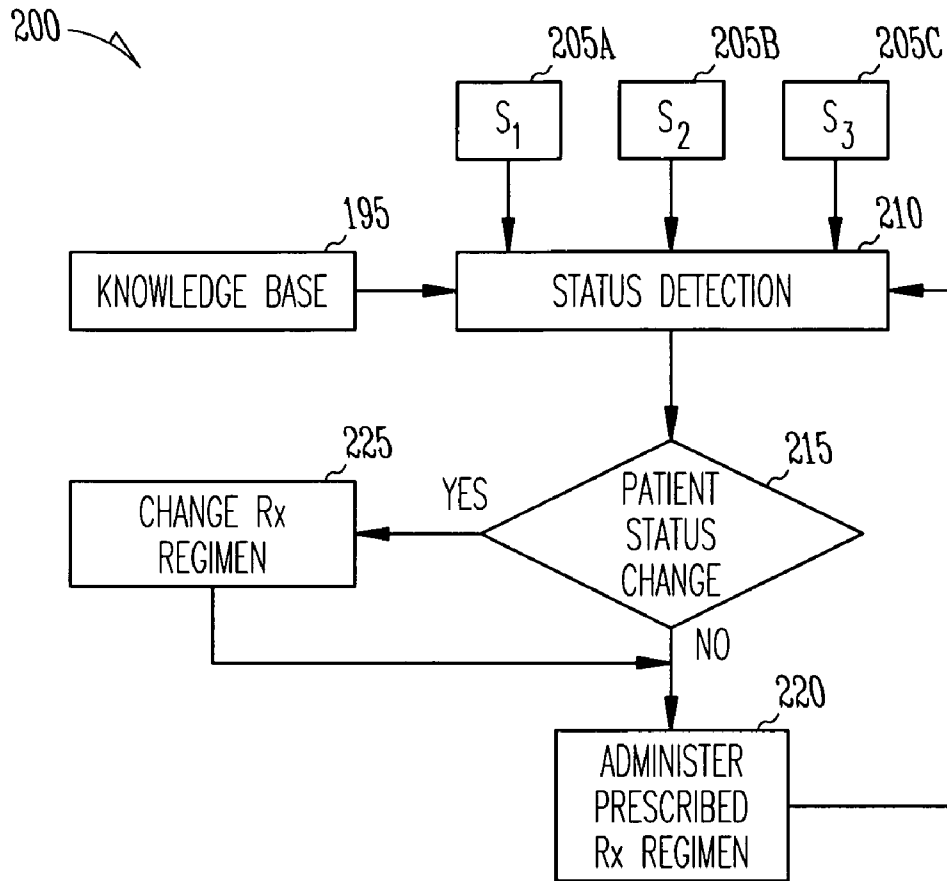 200
205A
205B
205C
S1
S2
S3
195
210
KNOWLEDGE BASE
STATUS DETECTION
225
215
YES
CHANGE Rx
REGIMEN
PATIENT
STATUS
CHANGE
NO
220
ADMINISTER
PRESCRIBED
Rx REGIMEN